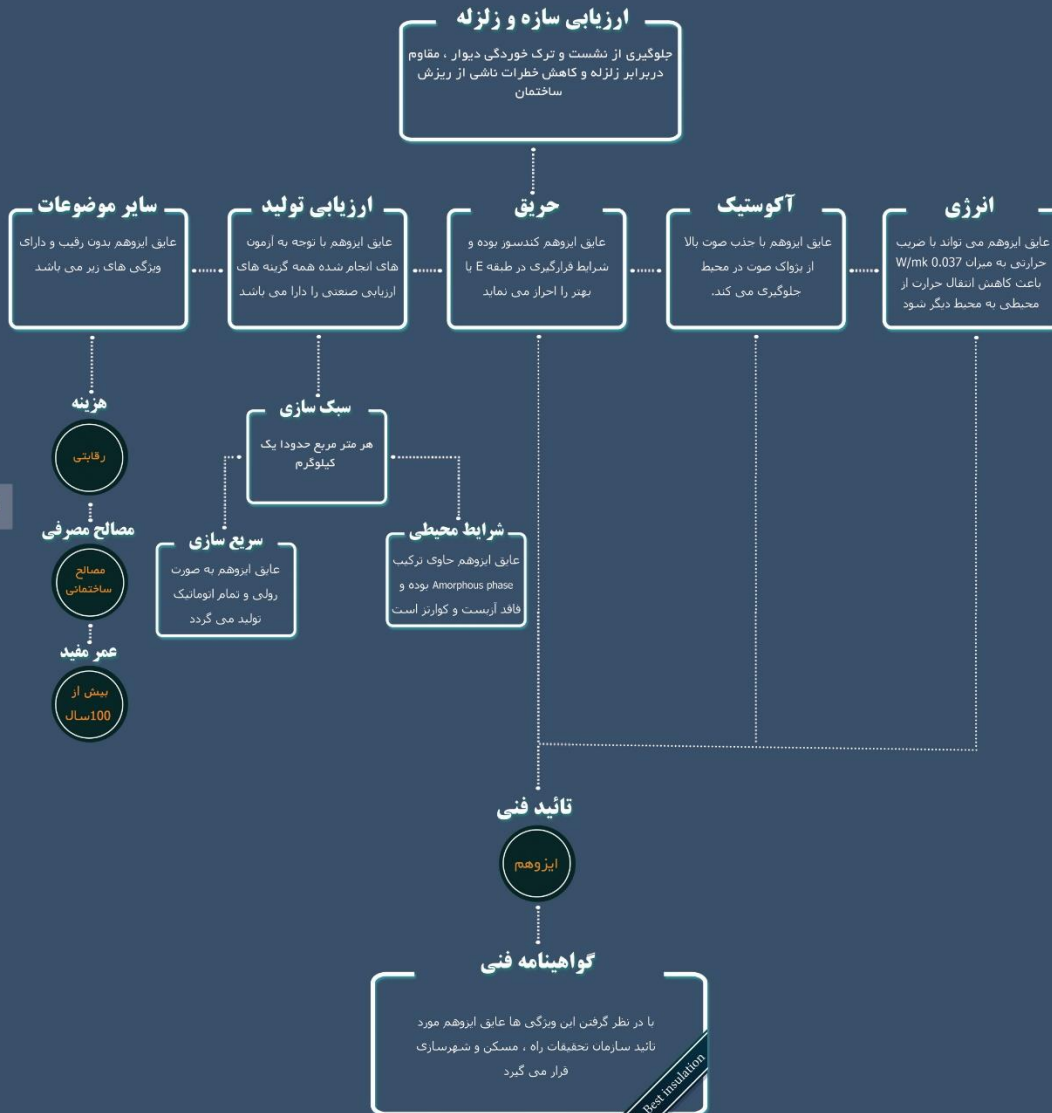 ارزیابی سازه و زلزله
جلوگیری از نشست و ترک خوردگی دیوار ، مقاوم
دربرابر زلزله و کاهش خطرات ناشی از ریزش
ساختمان
انرژی
عایق ایزوهم می تواند با ضریب
حرارتی به میزان 0.037 W/mk
باعث کاهش انتقال حرارت از
محیطی به محیط دیگر شود
آکوستیک
عایق ایزوهم با جذب صوت بالا
از پژواک صوت در محیط
جلوگیری می کند.
حریق
عایق ایزوهم کندسوز بوده و
شرایط قرارگیری در طبقه E یا
بهتر را احراز می نماید
ارزیابی تولید
عایق ایزوهم با توجه به آزمون
های انجام شده همه گزینه های
ارزیابی صنعتی را دارا می باشد
سایر موضوعات
عایق ایزوهم بدون رقیب و دارای
ویژگی های زیر می باشد
هزینه
رقابتی
مصالح مصرفی
مصالح
ساختمانی
عمر مفید
بیش از
100سال
سبک سازی
هر متر مربع حدودا یک
کیلوگرم
شرایط محیطی
عایق ایزوهم حاوی ترکیب
Amorphous phase بوده و
فاقد آزبست و کوارتز است
سریع سازی
عایق ایزوهم به صورت
رولی و تمام اتوماتیک
تولید می گردد
تائید فنی
ایزوهم
گواهینامه فنی
با در نظر گرفتن این ویژگی ها عایق ایزوهم مورد
تائید سازمان تحقیقات راه ، مسکن و شهرسازی
قرار می گیرد
Best insulation